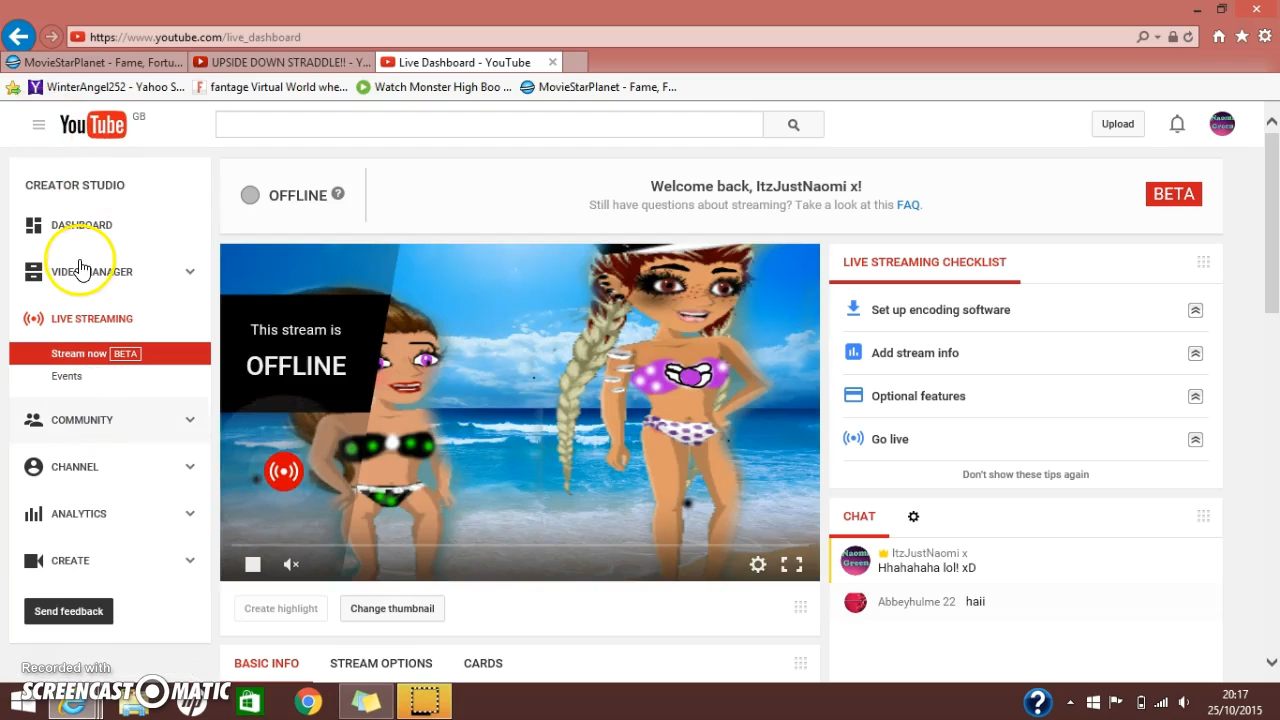 https://www.youtube.com/live_dashboard
MovieStarPlanet - Fame, Fortu...
UPSIDE DOWN STRADDLE!! - Y...
Live Dashboard - YouTube
WinterAngel252 - Yahoo S...
fantage Virtual World whe...
Watch Monster High Boo ...
MovieStarPlanet - Fame, F...
YouTube GB
Upload
Naomi Green
CREATOR STUDIO
DASHBOARD
VIDEO MANAGER
LIVE STREAMING
Stream now BETA
Events
COMMUNITY
CHANNEL
ANALYTICS
CREATE
Send feedback
OFFLINE ?
Welcome back, ItzJustNaomi x!
Still have questions about streaming? Take a look at this FAQ.
BETA
This stream is
OFFLINE
Create highlight
Change thumbnail
BASIC INFO
STREAM OPTIONS
CARDS
LIVE STREAMING CHECKLIST
Set up encoding software
Add stream info
Optional features
Go live
Don't show these tips again
CHAT
Naomi Green
ItzJustNaomi x
Hhahahaha lol! xD
Abbeyhulme 22 haii
Recorded with
SCREENCAST-O-MATIC
hp
?
20:17
25/10/2015